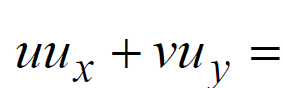 uu_x + vu_y =